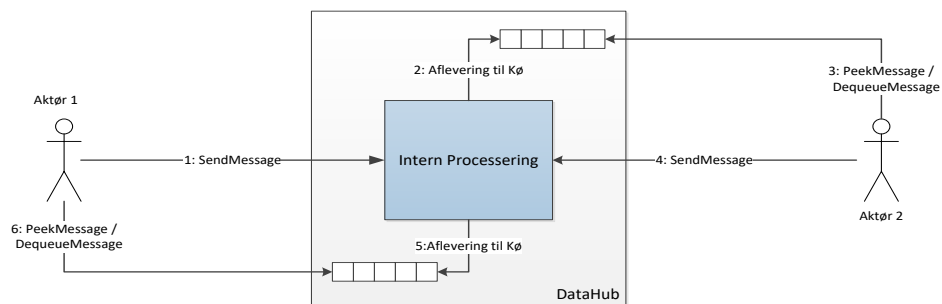 2: Aflevering til Kø
3: PeekMessage /
DequeueMessage
Aktør 1
1: SendMessage
Intern Processering
4: SendMessage
Aktør 2
6: PeekMessage /
DequeueMessage
5:Aflevering til Kø
DataHub